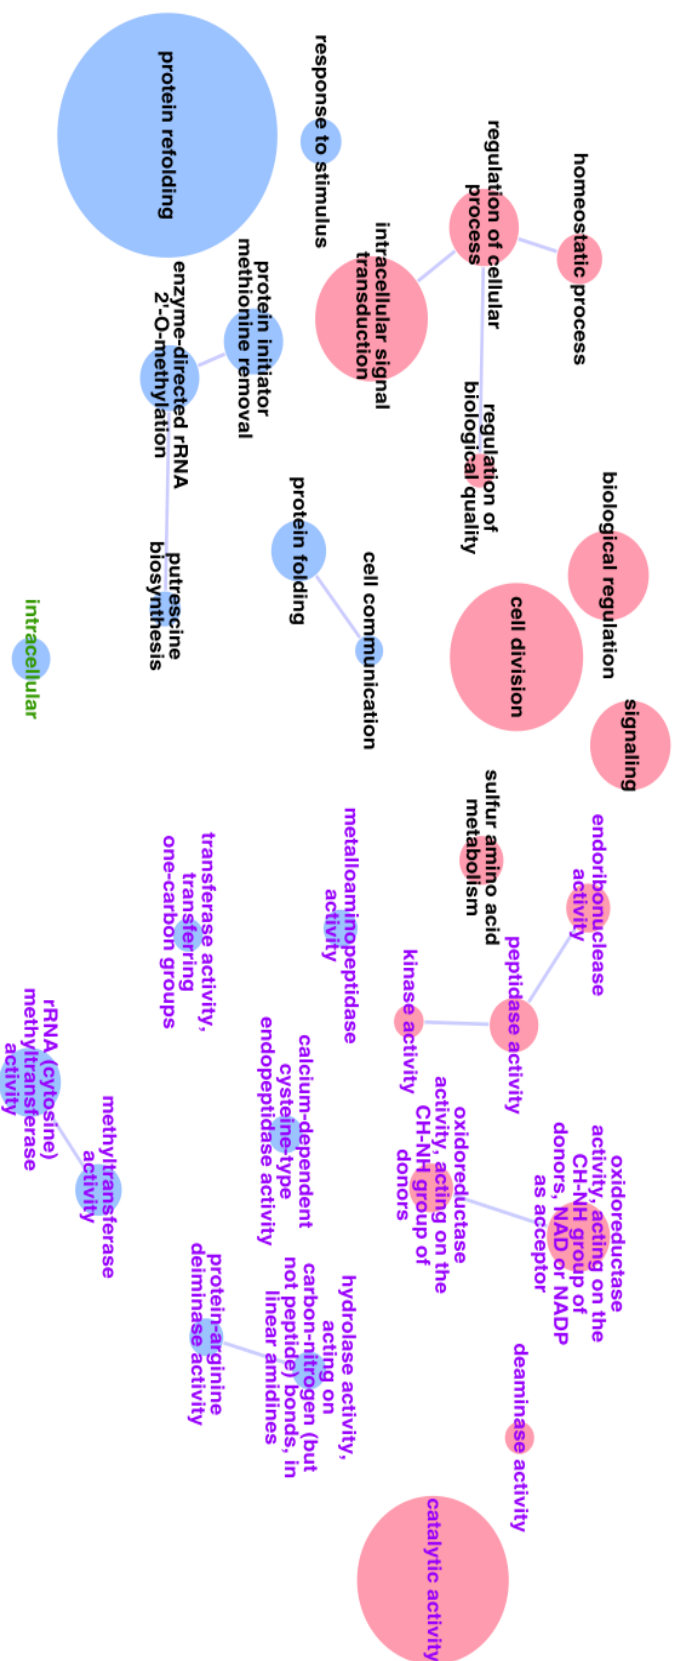 signaling
biological regulation
homeostatic process
cell division
regulation of cellular
process
regulation of
biological quality
sulfur amino acid
metabolism
intracellular signal
transduction
response to stimulus
cell communication
protein folding
protein initiator
methionine removal
protein refolding
enzyme-directed rRNA
2'-O-methylation
putrescine
biosynthesis
intracellular
endoribonuclease
activity
peptidase activity
kinase activity
oxidoreductase
activity, acting on the
CH-NH group of
donors, NAD or NADP
as acceptor
oxidoreductase
activity, acting on the
CH-NH group of
donors
deaminase activity
catalytic activity
metalloaminopeptidase
activity
calcium-dependent
cysteine-type
endopeptidase activity
hydrolase activity,
acting on
carbon-nitrogen (but
not peptide) bonds, in
linear amidines
transferase activity,
transferring
one-carbon groups
protein-arginine
deiminase activity
methyltransferase
activity
rRNA (cytosine)
methyltransferase
activity